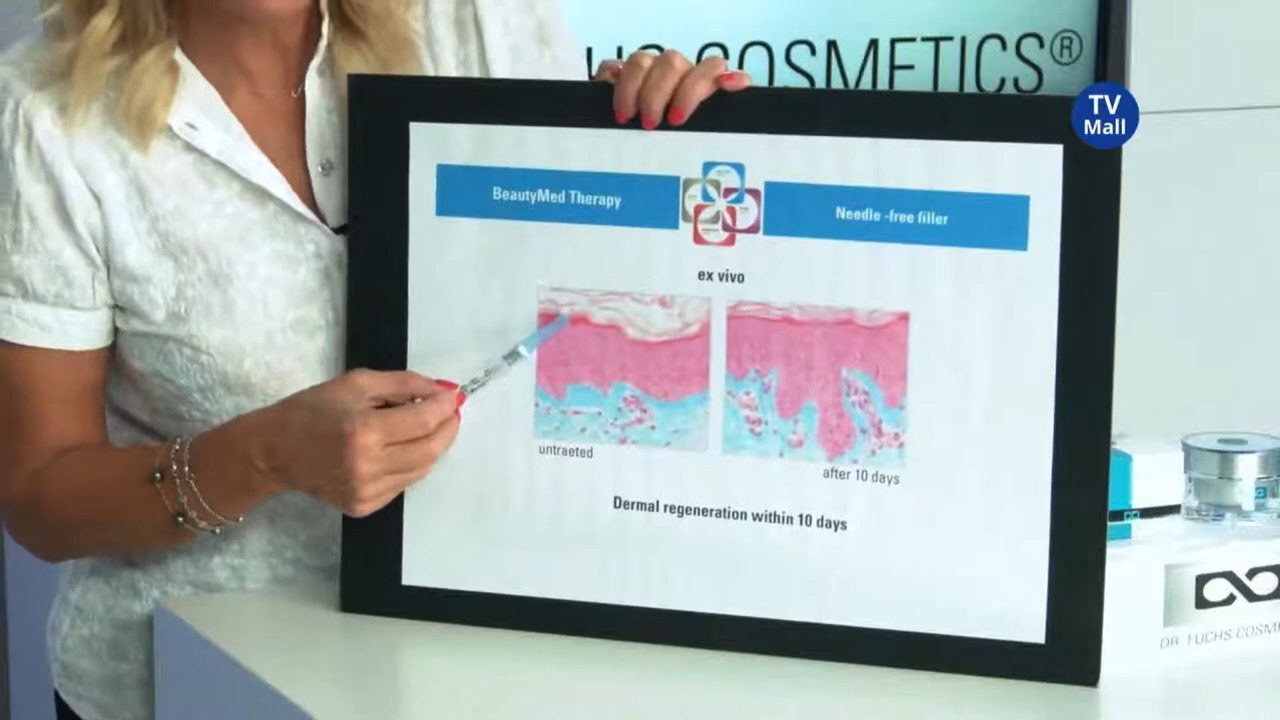 COSMETICS®
TV
Mall
BeautyMed Therapy
Needle -free filler
ex vivo
untraeted
after 10 days
Dermal regeneration within 10 days
DR. FUCHS COSME